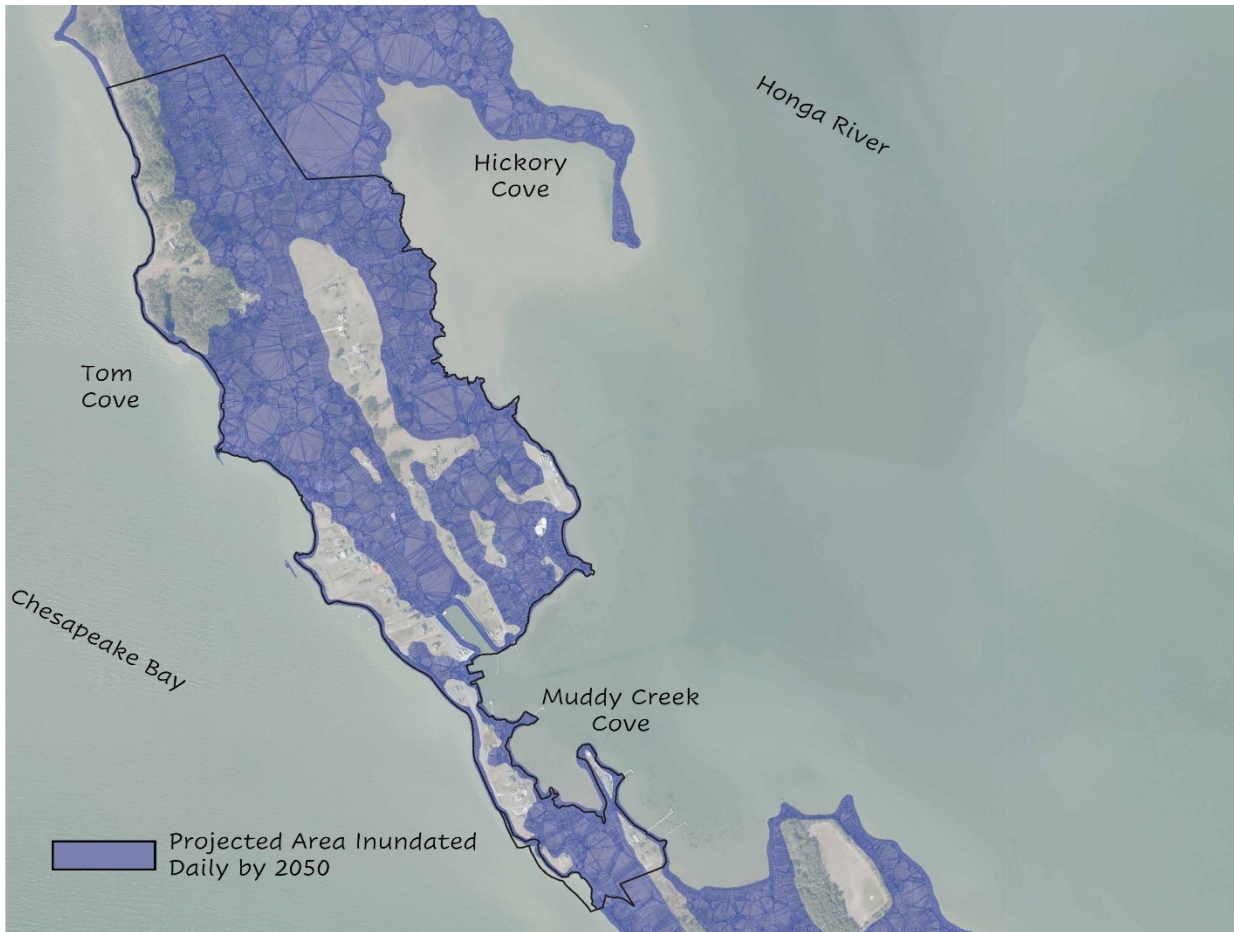 Honga River
Hickory
Cove
Tom
Cove
Chesapeake Bay
Muddy Creek
Cove
Projected Area Inundated
Daily by 2050